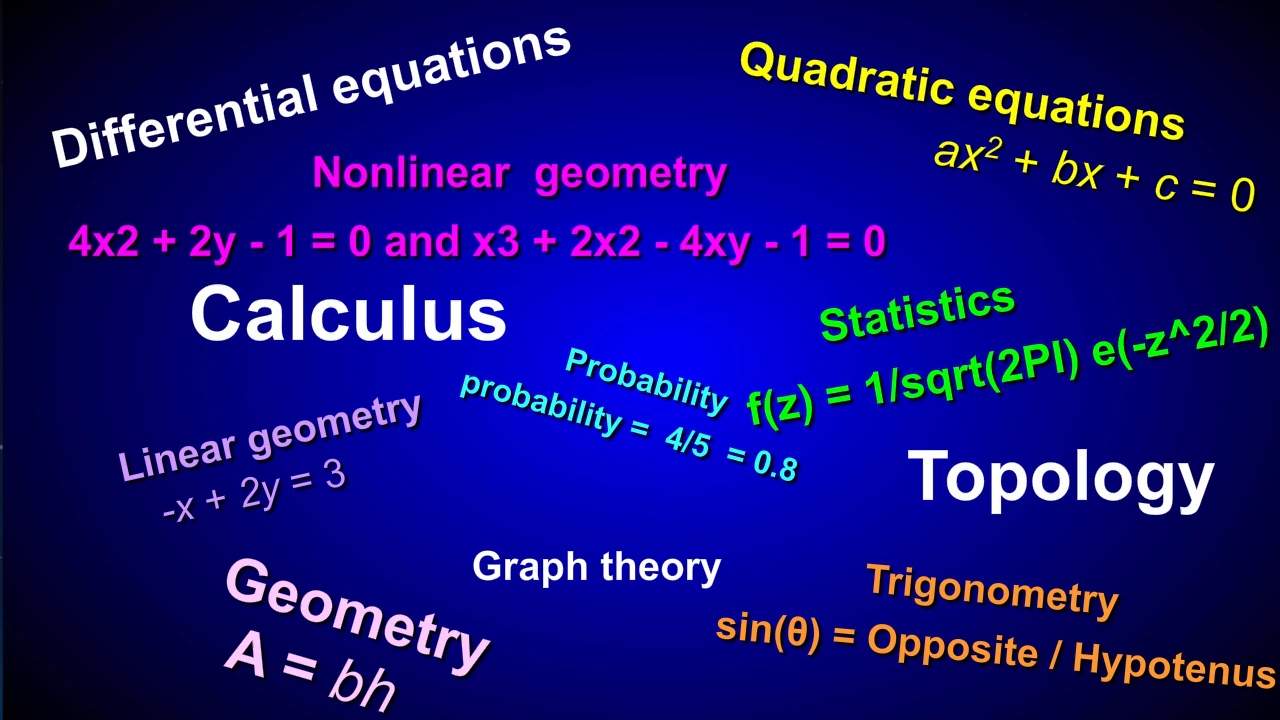 Differential equations
Quadratic equations
ax² + bx + c = 0
Nonlinear  geometry
4x2 + 2y - 1 = 0 and x3 + 2x2 - 4xy - 1 = 0
Calculus
Statistics
f(z) = 1/sqrt(2PI) e(-z^2/2)
Probability
probability =  4/5  = 0.8
Linear geometry
-x + 2y = 3
Topology
Graph theory
Geometry
A = bh
Trigonometry
sin(θ) = Opposite / Hypotenus